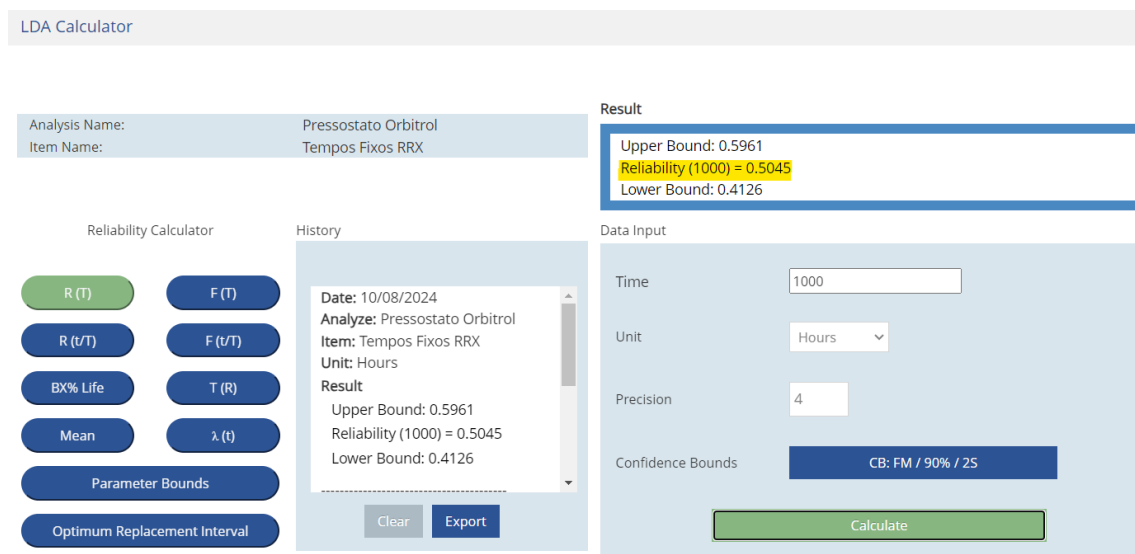 LDA Calculator
Analysis Name: Pressostato Orbitrol
Item Name: Tempos Fixos RRX
Result
Upper Bound: 0.5961
Reliability (1000) = 0.5045
Lower Bound: 0.4126
Reliability Calculator
R (T)
F (T)
R (t/T)
F (t/T)
BX% Life
T (R)
Mean
λ (t)
Parameter Bounds
Optimum Replacement Interval
History
Date: 10/08/2024
Analyze: Pressostato Orbitrol
Item: Tempos Fixos RRX
Unit: Hours
Result
Upper Bound: 0.5961
Reliability (1000) = 0.5045
Lower Bound: 0.4126
----------------------------------------
Clear
Export
Data Input
Time 1000
Unit Hours
Precision 4
Confidence Bounds CB: FM / 90% / 2S
Calculate